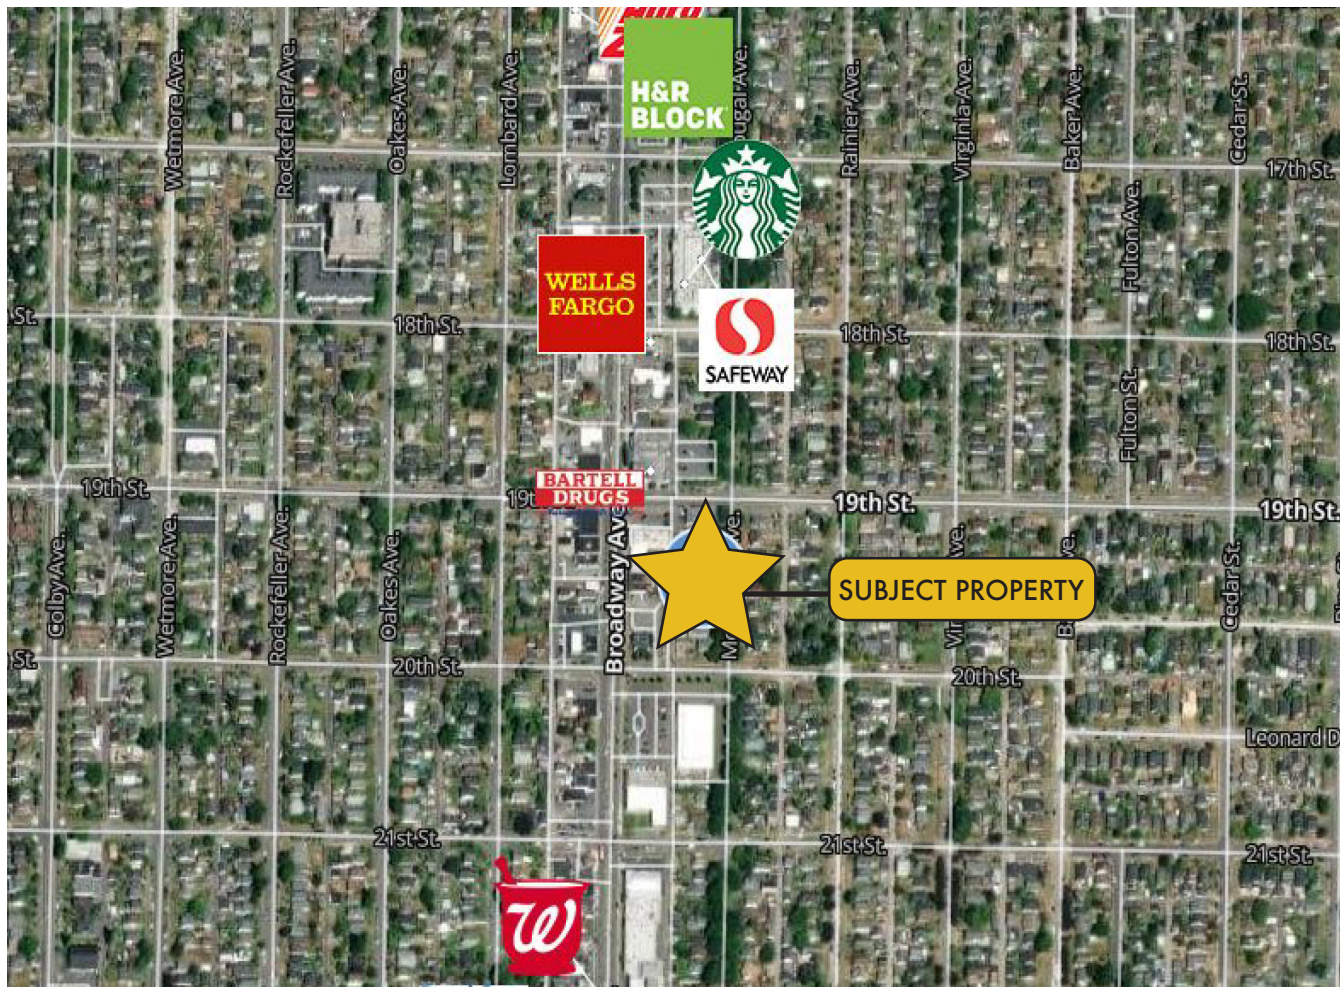 H&R
BLOCK
Wetmore Ave.
Rockefeller Ave.
Oakes Ave.
Lombard Ave.
Rainier Ave.
Virginia Ave.
Baker Ave.
Cedar St.
17th St.
Fulton Ave.
WELLS
FARGO
St.
18th St.
18th St.
18th St.
SAFEWAY
Fulton St.
19th St.
BARTELL
DRUGS
19th St.
19th St.
Colby Ave.
Wetmore Ave.
Rockefeller Ave.
Oakes Ave.
Broadway Ave
SUBJECT PROPERTY
Cedar St.
St.
20th St.
20th St.
Leonard D
21st St.
21st St.
21st St.
W